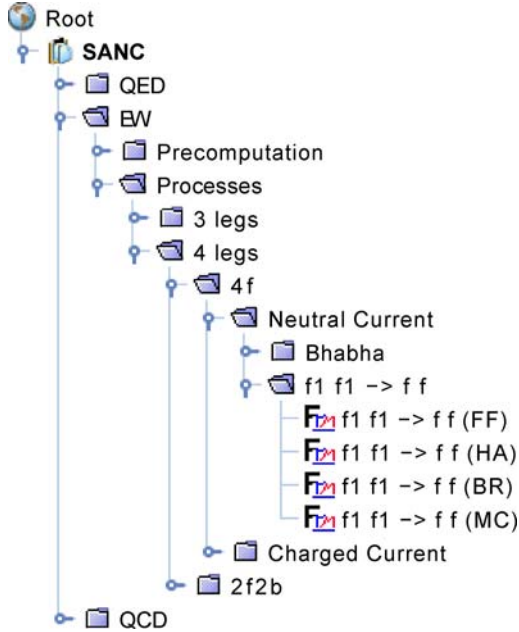 Root
SANC
QED
EW
Precomputation
Processes
3 legs
4 legs
4f
Neutral Current
Bhabha
f1 f1 -> f f
f1 f1 -> f f (FF)
f1 f1 -> f f (HA)
f1 f1 -> f f (BR)
f1 f1 -> f f (MC)
Charged Current
2f2b
QCD